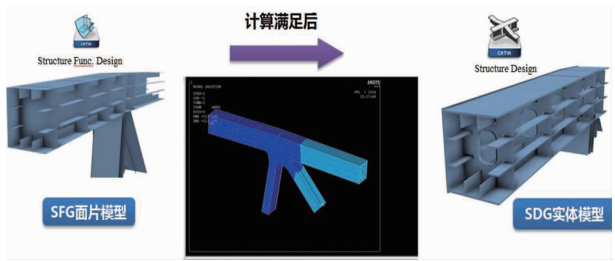 计算满足后
CATIA
Structure Func. Design
CATIA
Structure Design
ANSYS
SFG面片模型
SDG实体模型